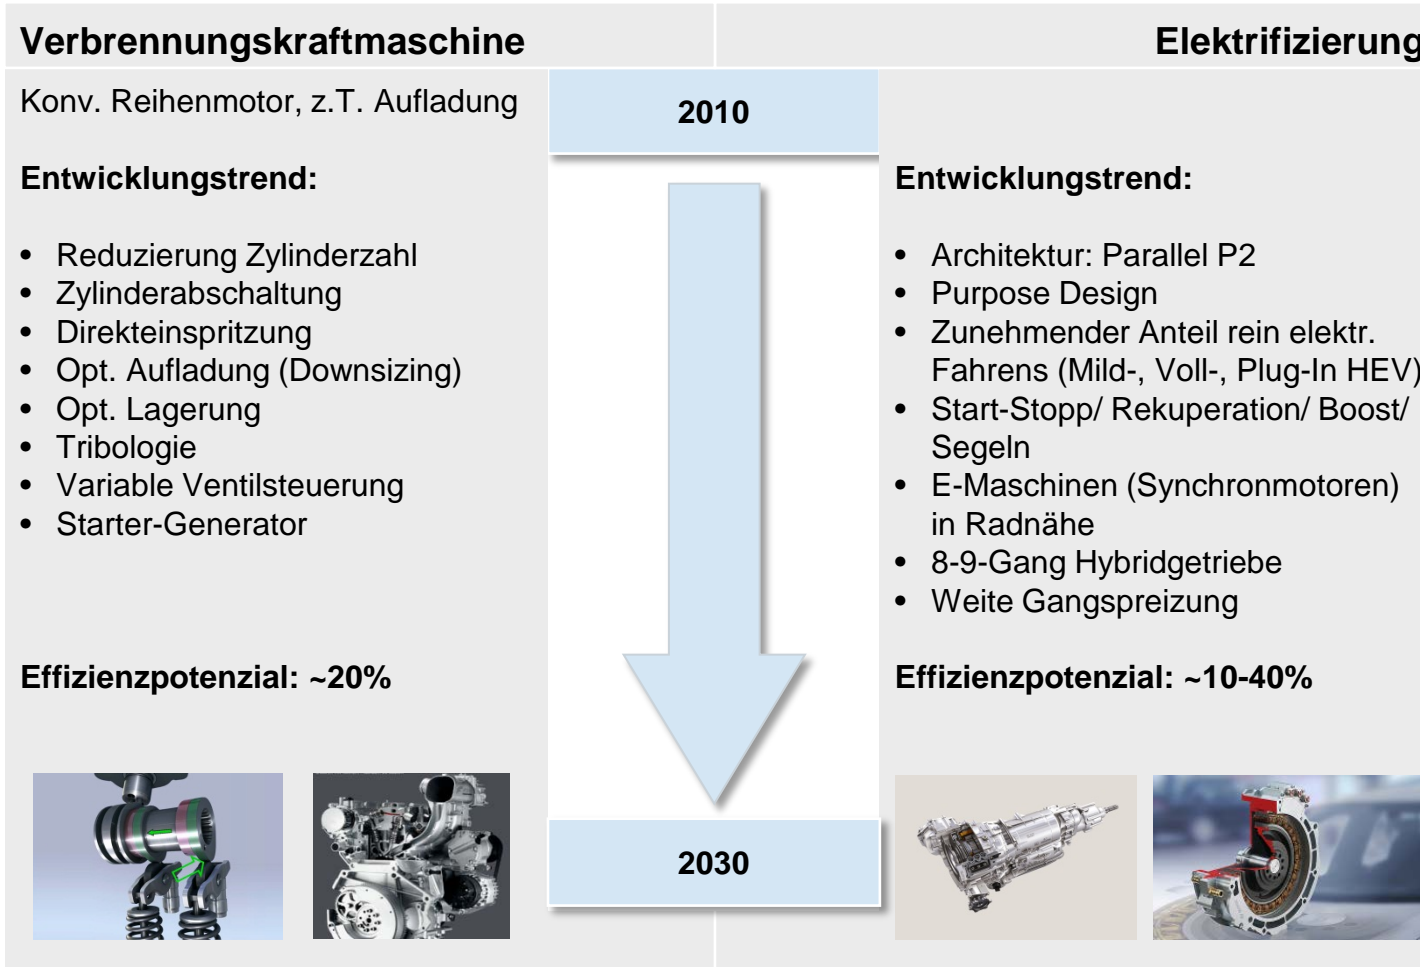 Verbrennungskraftmaschine
Elektrifizierung
Konv. Reihenmotor, z.T. Aufladung
2010
Entwicklungstrend:
• Reduzierung Zylinderzahl
• Zylinderabschaltung
• Direkteinspritzung
• Opt. Aufladung (Downsizing)
• Opt. Lagerung
• Tribologie
• Variable Ventilsteuerung
• Starter-Generator
Effizienzpotenzial: ~20%
Entwicklungstrend:
• Architektur: Parallel P2
• Purpose Design
• Zunehmender Anteil rein elektr.
Fahrens (Mild-, Voll-, Plug-In HEV)
• Start-Stopp/ Rekuperation/ Boost/
Segeln
• E-Maschinen (Synchronmotoren)
in Radnähe
• 8-9-Gang Hybridgetriebe
• Weite Gangspreizung
Effizienzpotenzial: ~10-40%
2030